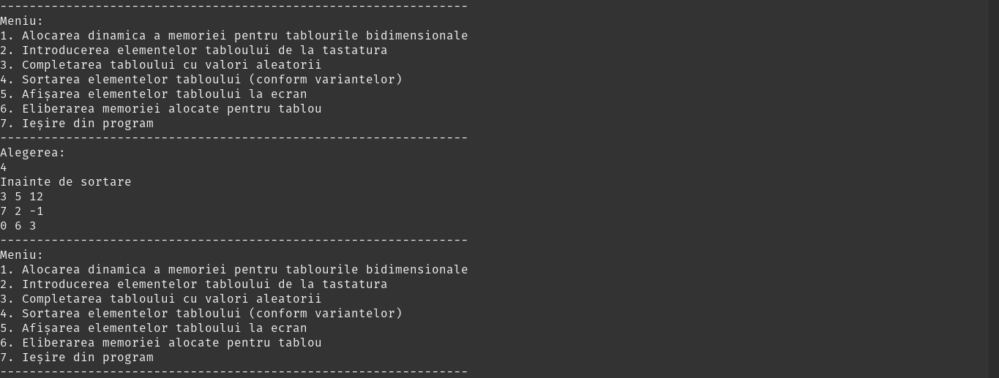 ----------------------------------------------------------------
Meniu:
1. Alocarea dinamica a memoriei pentru tablourile bidimensionale
2. Introducerea elementelor tabloului de la tastatura
3. Completarea tabloului cu valori aleatorii
4. Sortarea elementelor tabloului (conform variantelor)
5. Afișarea elementelor tabloului la ecran
6. Eliberarea memoriei alocate pentru tablou
7. Ieșire din program
----------------------------------------------------------------
Alegerea:
4
Inainte de sortare
3 5 12
7 2 -1
0 6 3
----------------------------------------------------------------
Meniu:
1. Alocarea dinamica a memoriei pentru tablourile bidimensionale
2. Introducerea elementelor tabloului de la tastatura
3. Completarea tabloului cu valori aleatorii
4. Sortarea elementelor tabloului (conform variantelor)
5. Afișarea elementelor tabloului la ecran
6. Eliberarea memoriei alocate pentru tablou
7. Ieșire din program
----------------------------------------------------------------